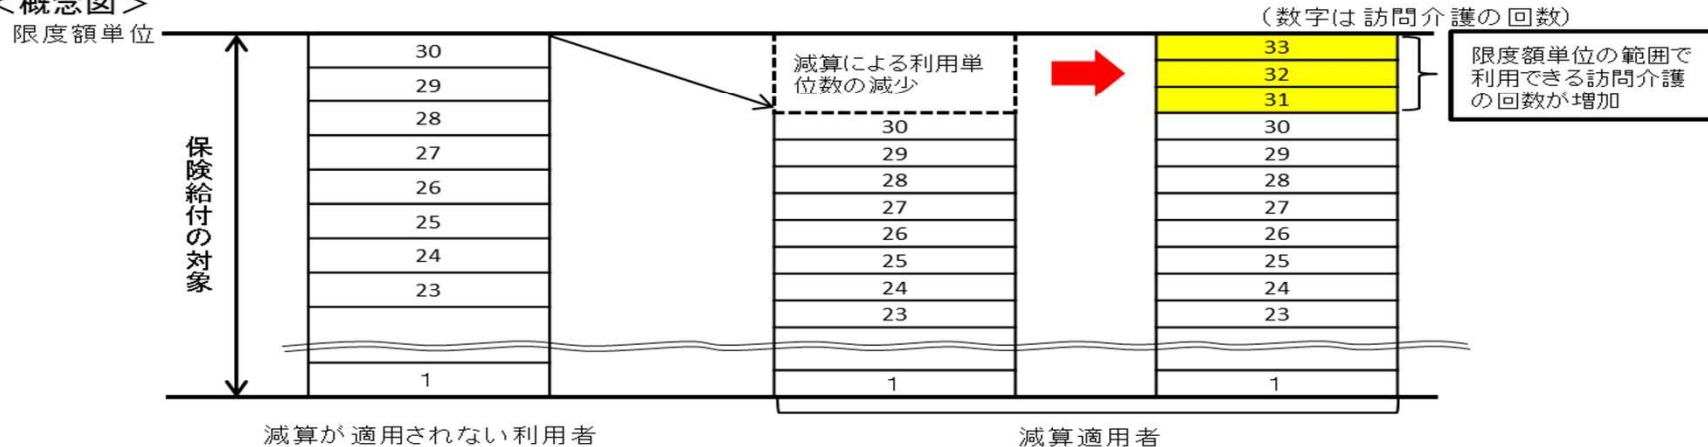 ＜概念図＞
限度額単位
(数字は訪問介護の回数)
保険給付の対象
30
29
28
27
26
25
24
23
1
減算による利用単
位数の減少
30
29
28
27
26
25
24
23
1
33
32
31
30
29
28
27
26
25
24
23
1
限度額単位の範囲で
利用できる訪問介護
の回数が増加
減算が適用されない利用者
減算適用者